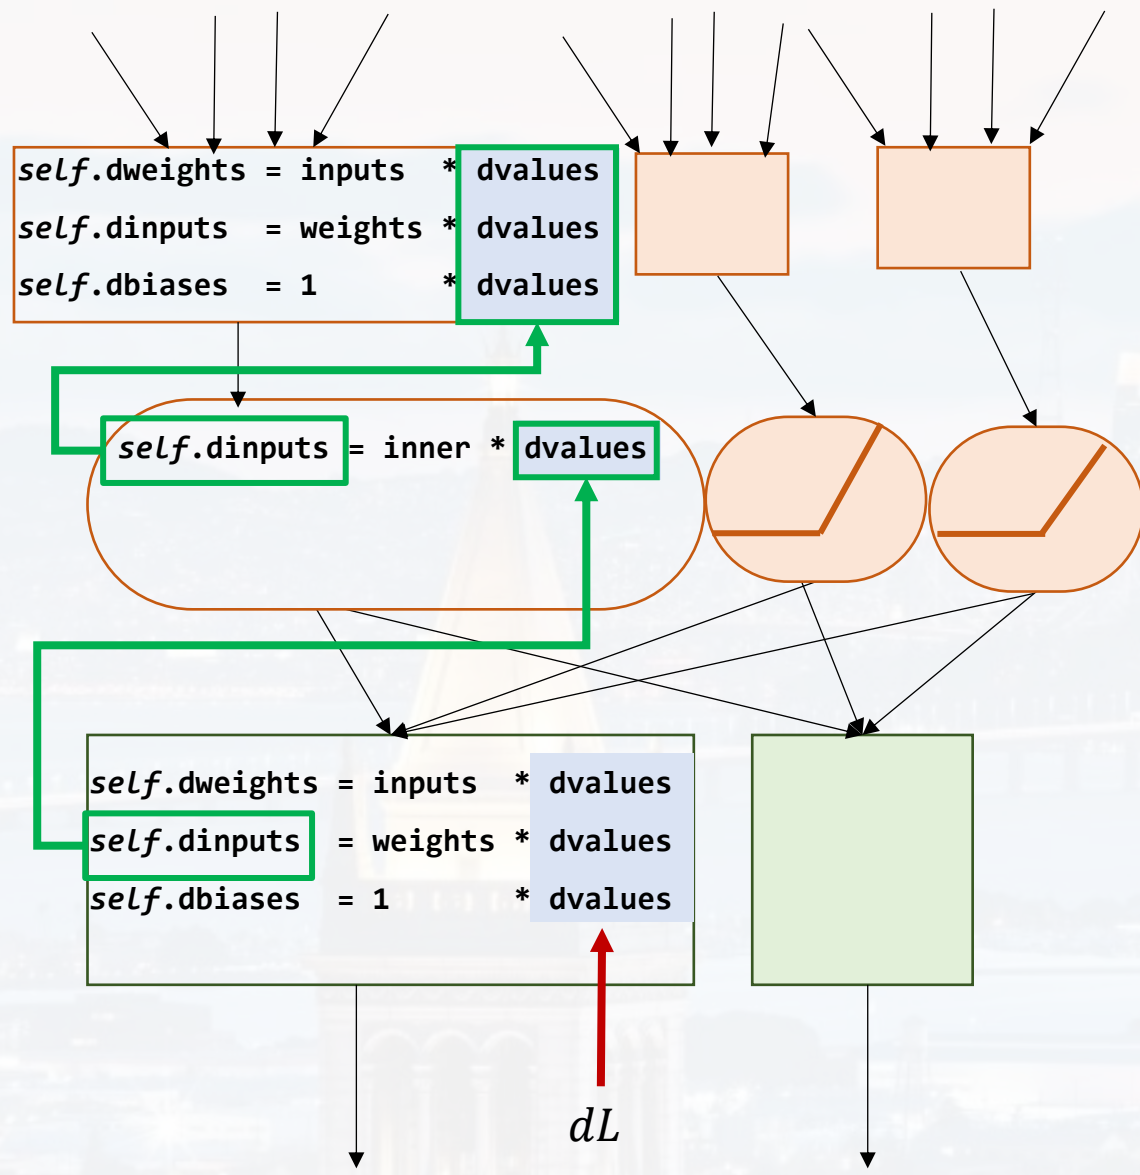 self.dweights = inputs * dvalues
self.dinputs = weights * dvalues
self.dbiases = 1 * dvalues
self.dinputs = inner * dvalues
self.dweights = inputs * dvalues
self.dinputs = weights * dvalues
self.dbiases = 1 * dvalues
dL